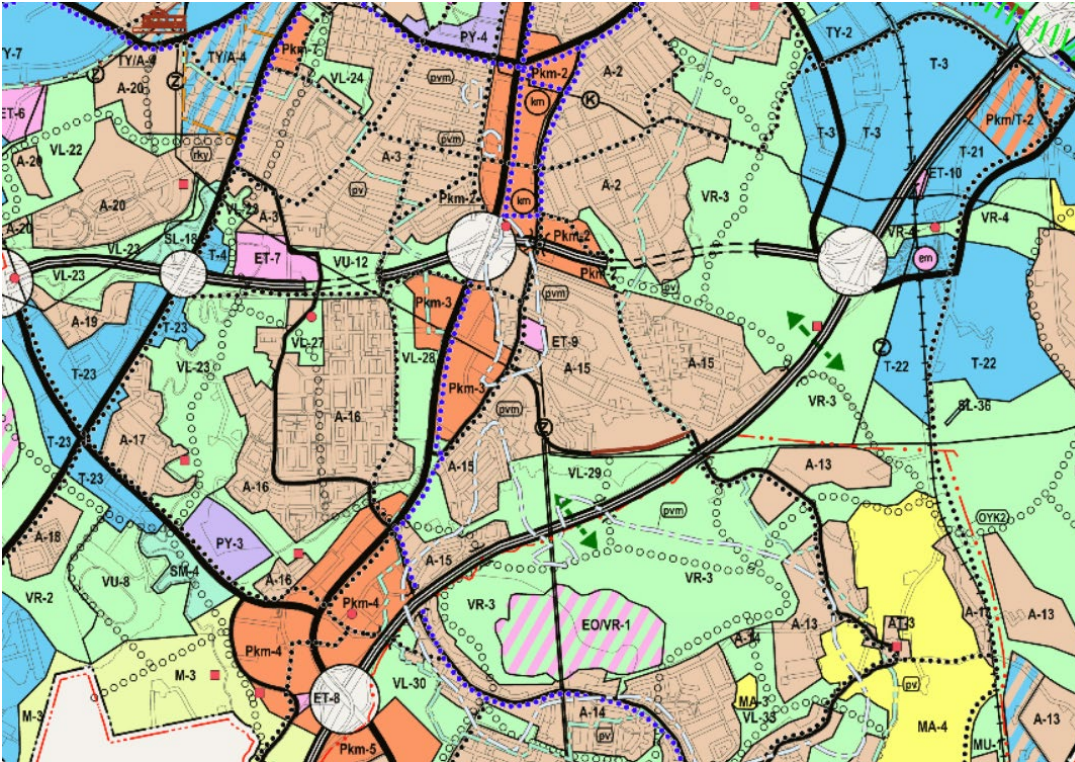 TY-2
PY-4
Pkm-7
Y-7
TY/A-9
TY/A-4
T-3
Pkm-2
A-2
VL-24
pvm
A-20
km
K
ET-6
Pkm/T-2
T-3
T-3
pvm
rky
VL-22
A-3
T-21
A-20
pv
ET-10
A-20
A-2
VR-3
km
Pkm-2
A-3
VR-4
A-20
SL-18
Pkm-2
T-4
VL-23
ET-7
VU-12
em
VL-23
Pkm-2
pv
pvm
Pkm-3
A-19
T-23
ET-9
VL-27
VL-28
Z
VL-23
T-23
Pkm-3
A-15
A-15
T-22
T-22
VR-3
SL-36
pvm
A-16
T-23
A-17
Z
A-15
A-13
VL-29
T-23
A-16
pvm
OYK2
A-18
PY-3
A-15
SM-4
VU-8
A-16
VR-3
VR-2
VR-3
Pkm-4
A-13
EO/VR-1
AT-3
A-14
A-13
Pkm-4
M-3
VL-30
pv
ET-8
MA-3
M-3
A-14
VL-33
A-13
pv
MA-4
MU-1
Pkm-5